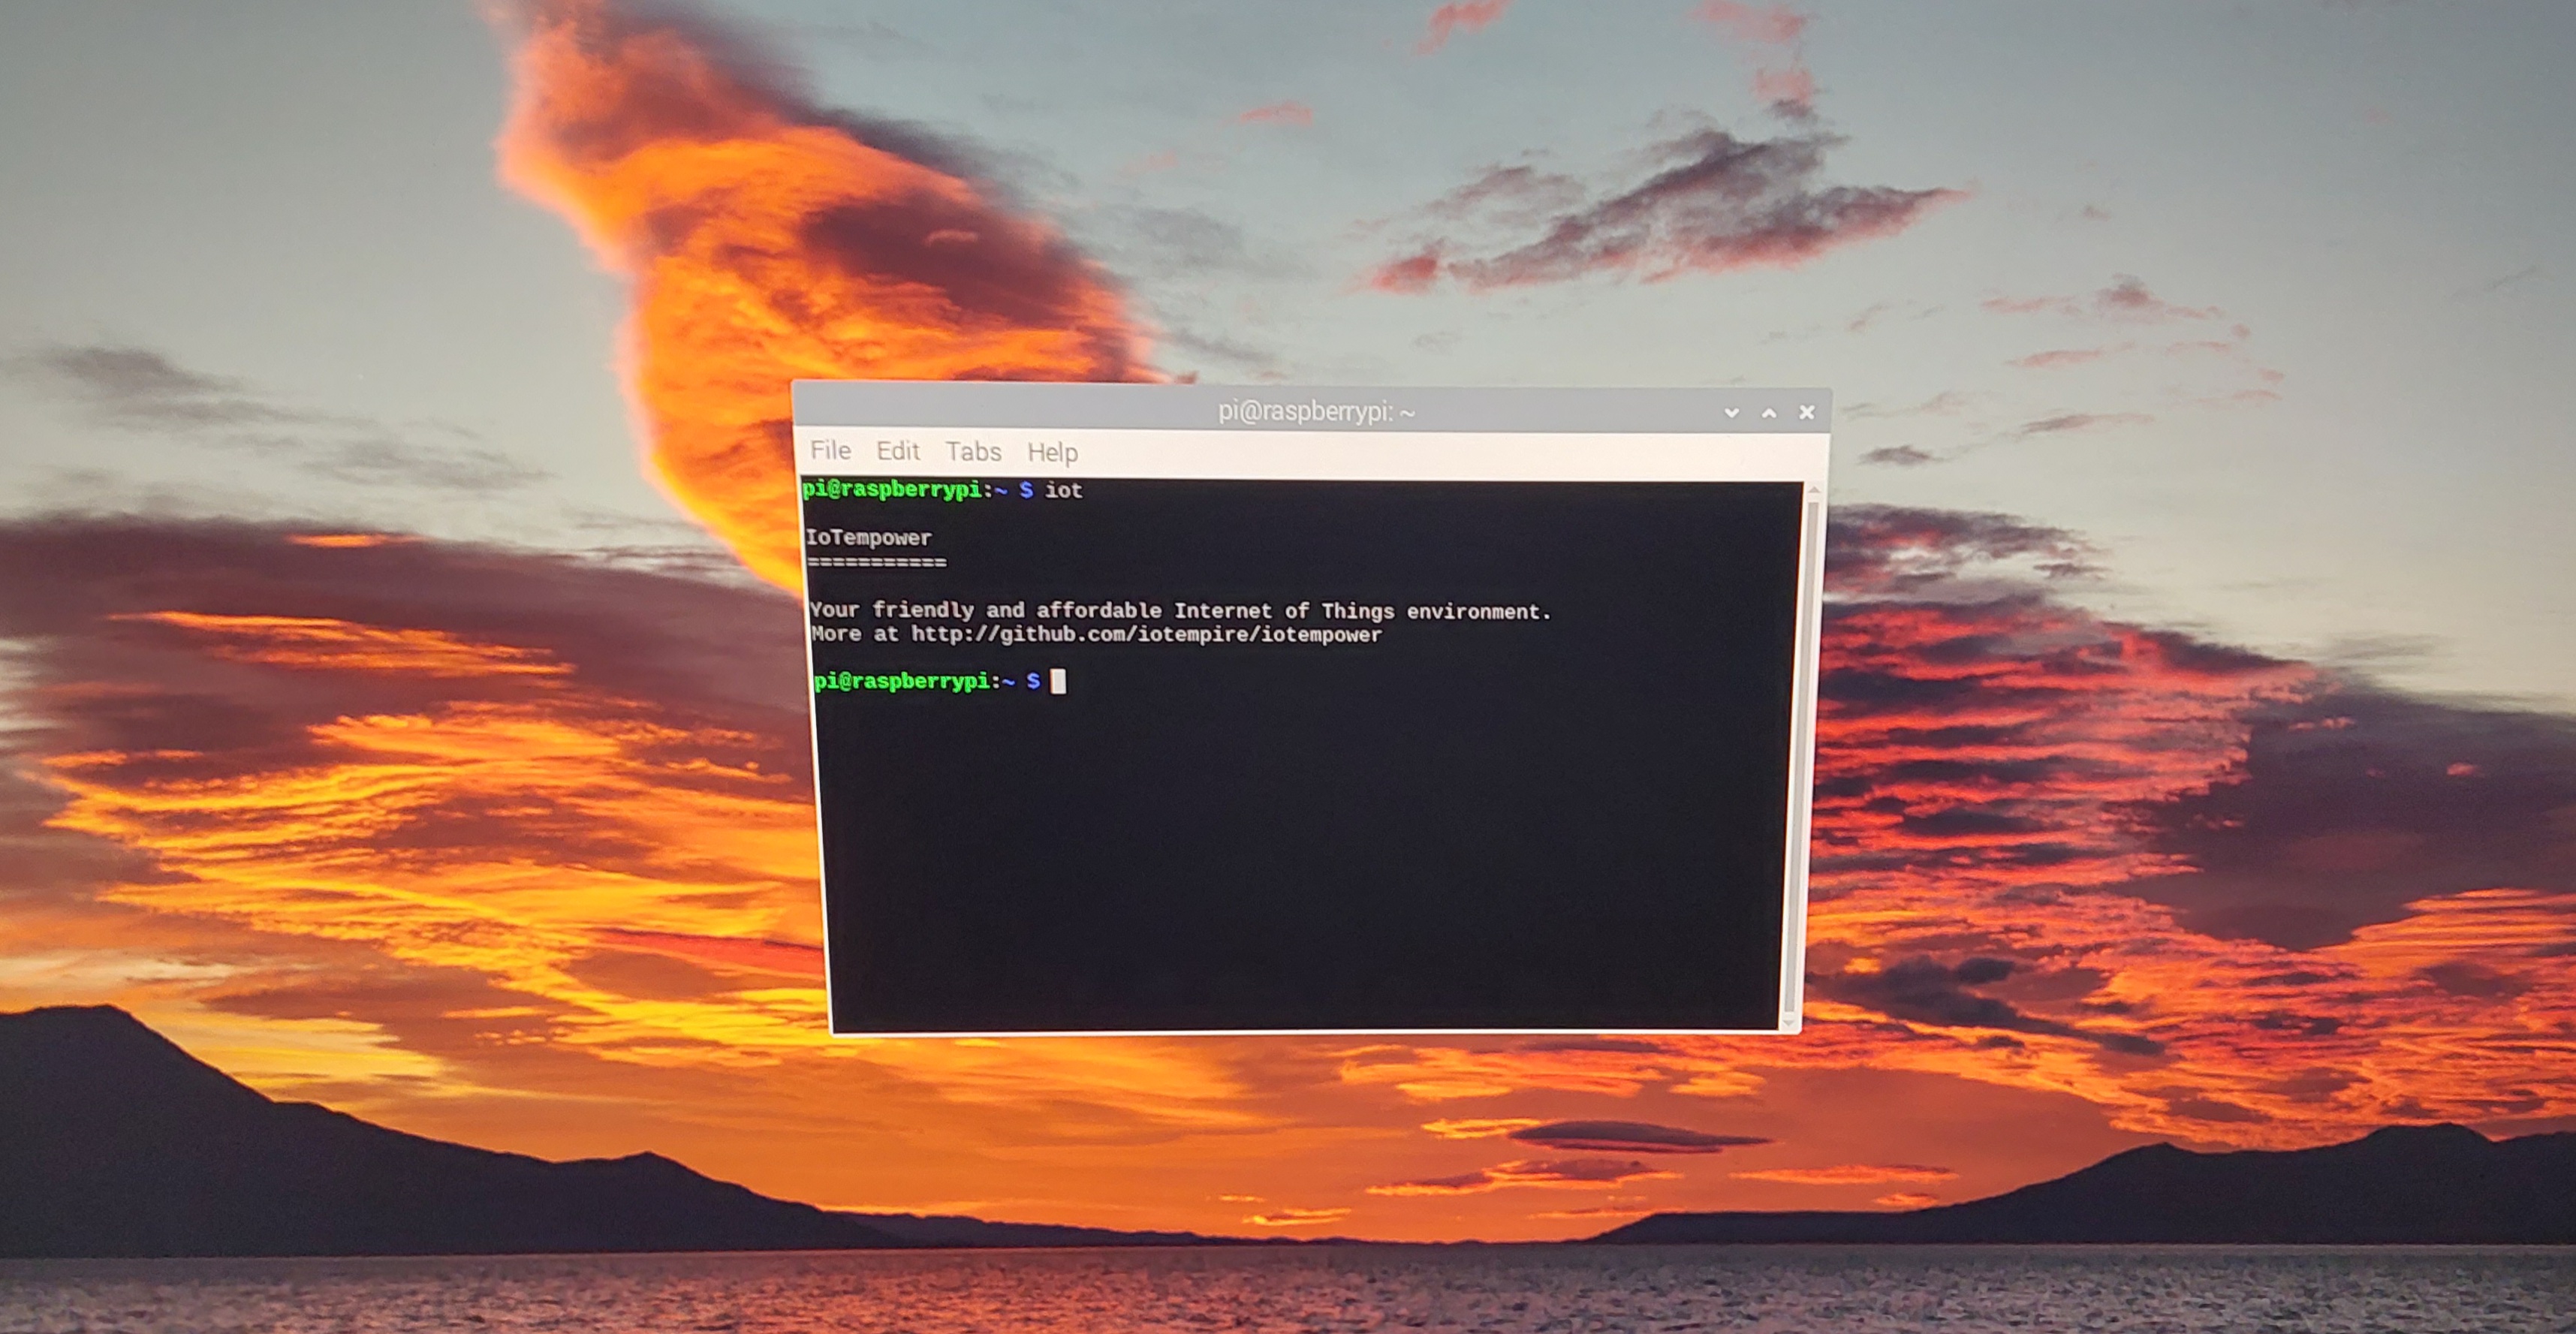 pi@raspberrypi: ~
File Edit Tabs Help
pi@raspberrypi:~ $ iot
IoTempower
===========
Your friendly and affordable Internet of Things environment.
More at http://github.com/iotempire/iotempower
pi@raspberrypi:~ $